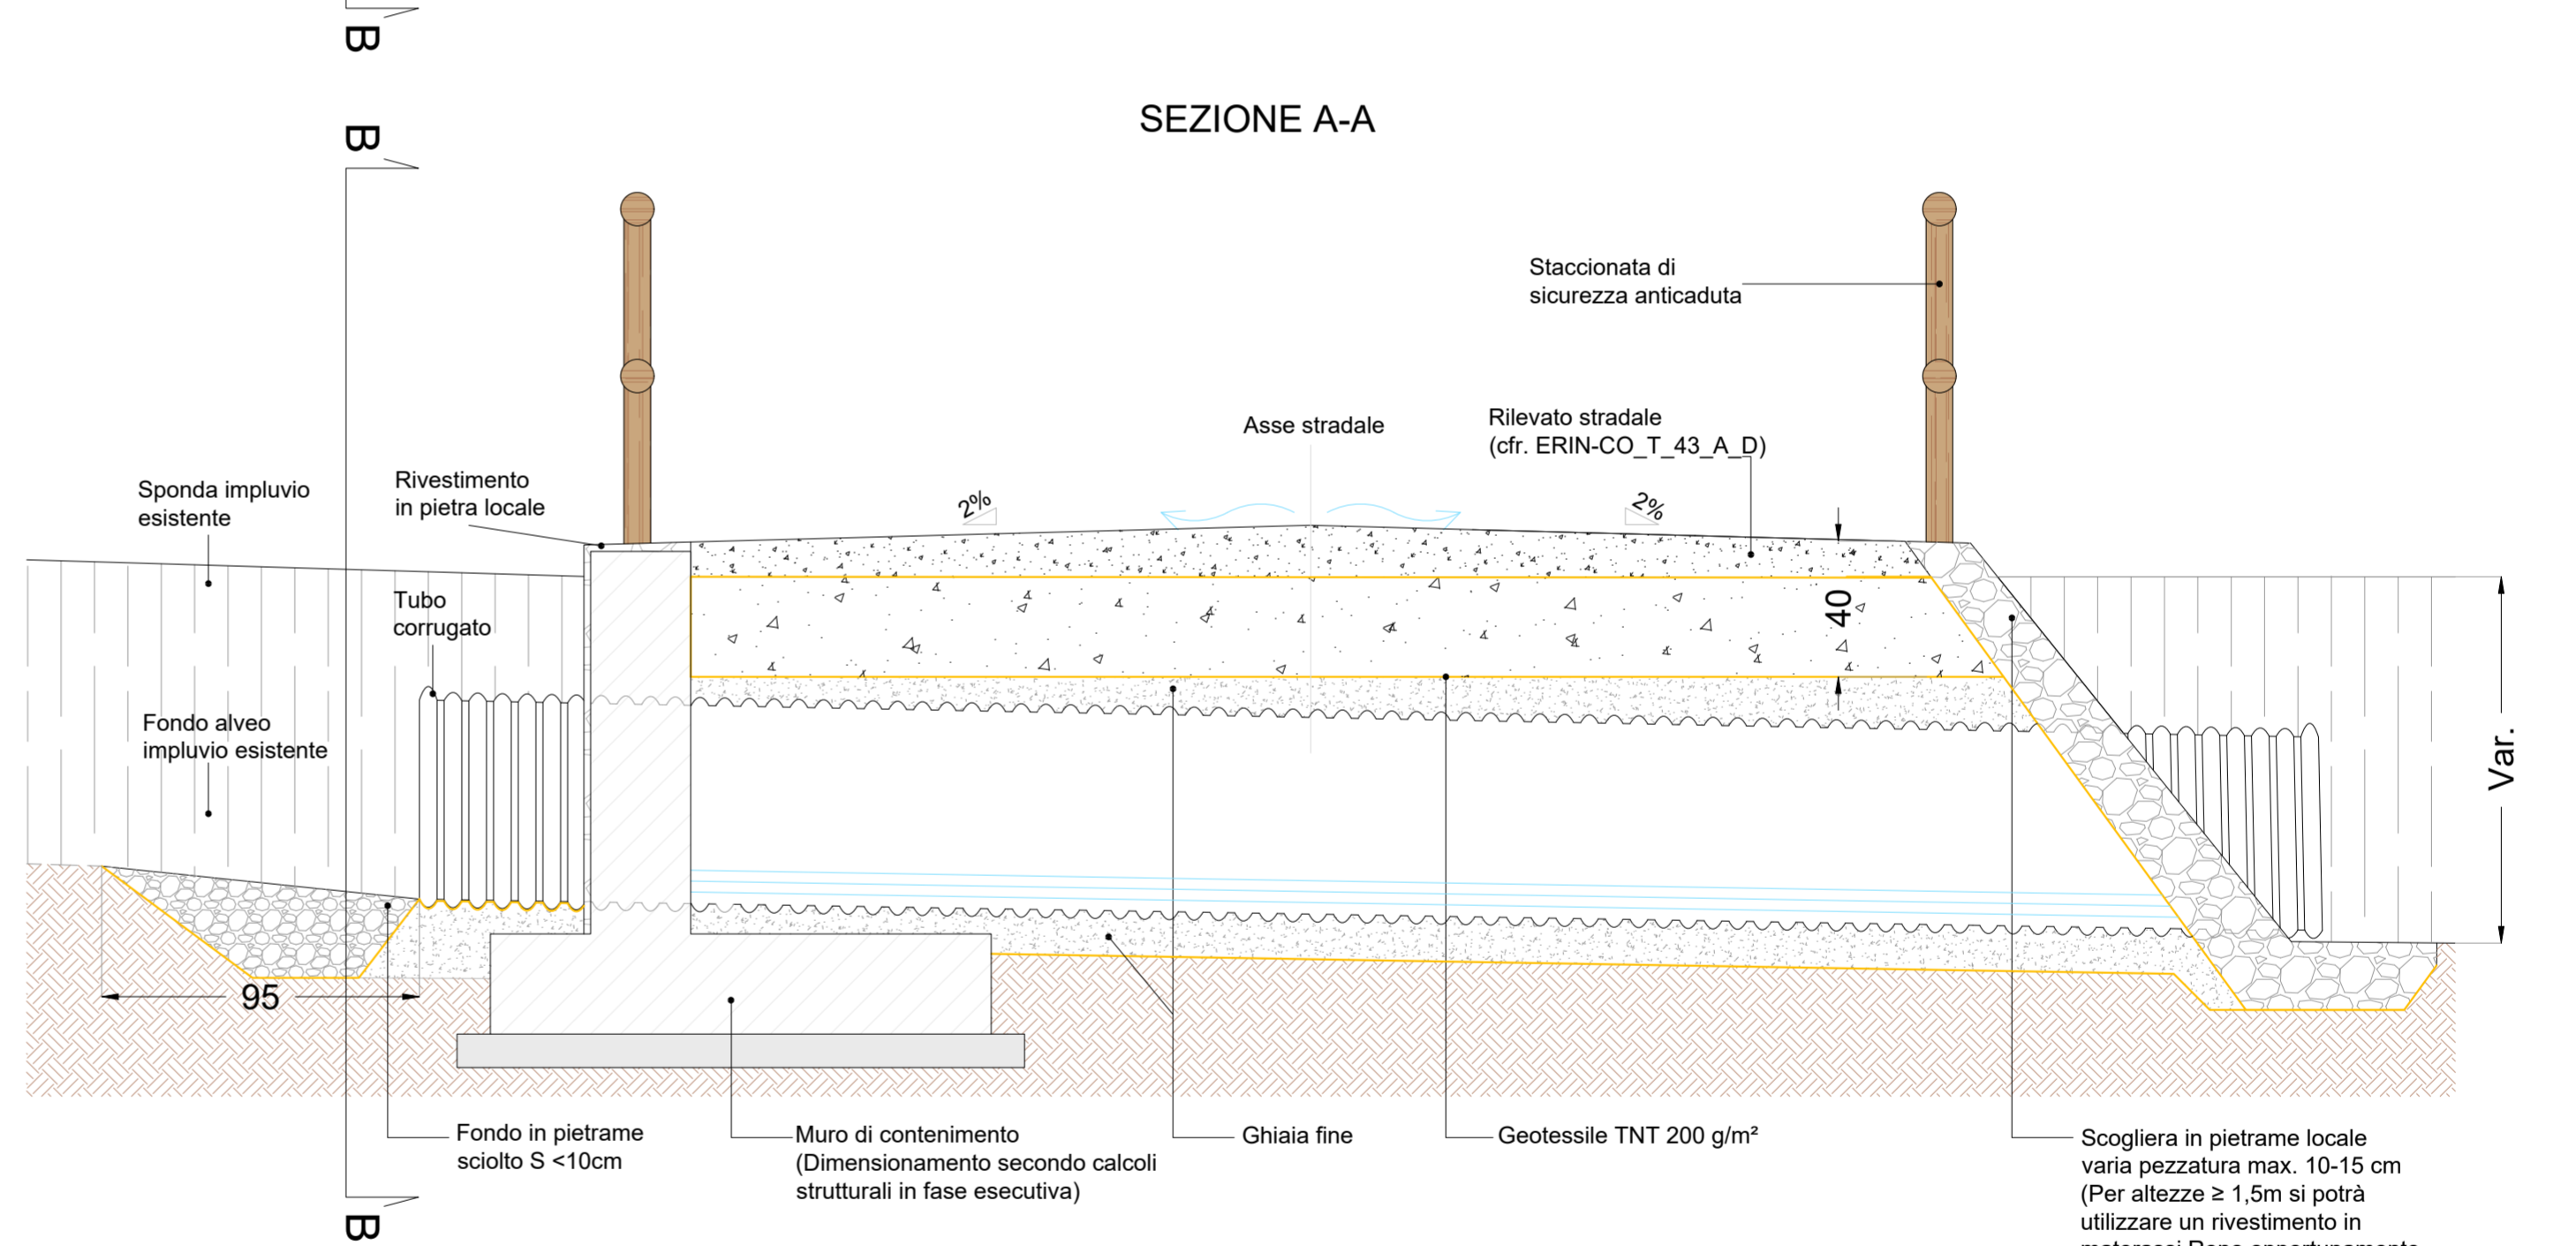 B
B
SEZIONE A-A
Staccionata di
sicurezza anticaduta
Asse stradale
Rilevato stradale
(cfr. ERIN-CO_T_43_A_D)
Sponda impluvio
esistente
Rivestimento
in pietra locale
2%
2%
Tubo
corrugato
40
Fondo alveo
impluvio esistente
Var.
95
Fondo in pietrame
sciolto S <10cm
Muro di contenimento
(Dimensionamento secondo calcoli
strutturali in fase esecutiva)
Ghiaia fine
Geotessile TNT 200 g/m²
Scogliera in pietrame locale
varia pezzatura max. 10-15 cm
(Per altezze ≥ 1,5m si potrà
utilizzare un rivestimento in
B